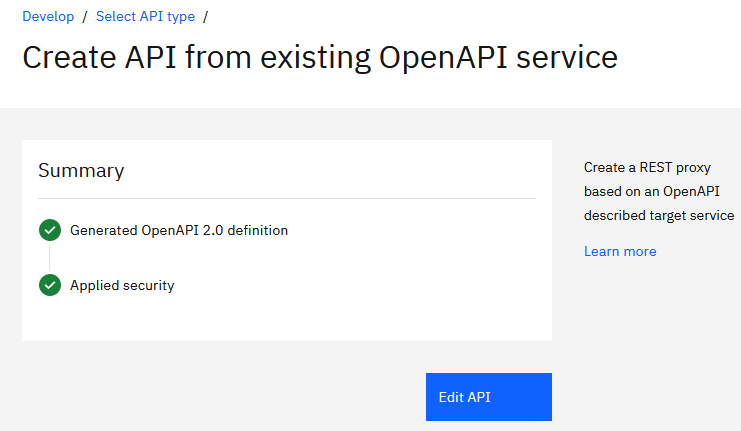 Develop / Select API type /
Create API from existing OpenAPI service
Summary
Generated OpenAPI 2.0 definition
Applied security
Create a REST proxy
based on an OpenAPI
described target service
Learn more
Edit API